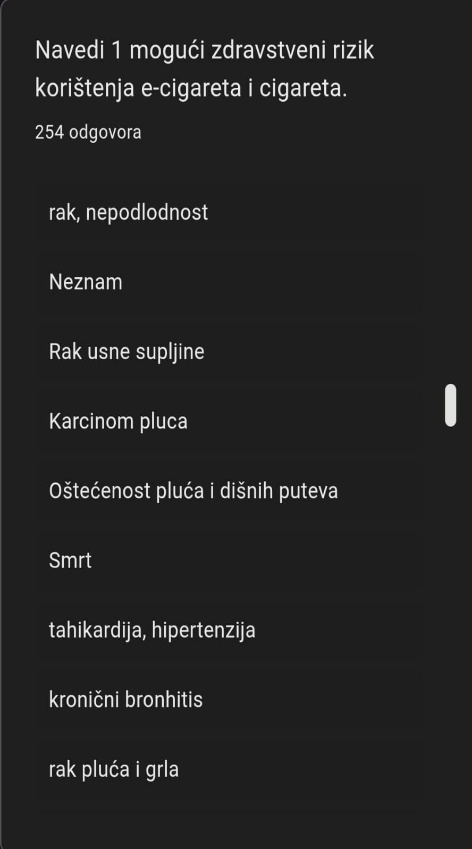 Navedi 1 mogući zdravstveni rizik
korištenja e-cigareta i cigareta.
254 odgovora
rak, nepodlodnost
Neznam
Rak usne supljine
Karcinom pluca
Oštećenost pluća i dišnih puteva
Smrt
tahikardija, hipertenzija
kronični bronhitis
rak pluća i grla